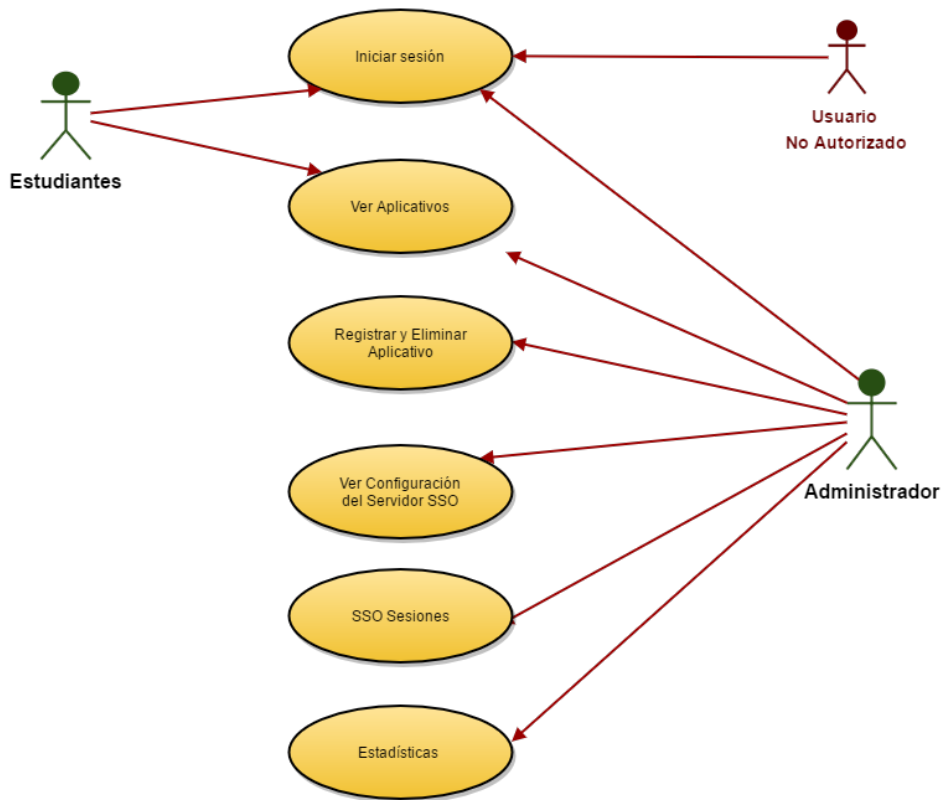 Iniciar sesión
Usuario
No Autorizado
Estudiantes
Ver Aplicativos
Registrar y Eliminar
Aplicativo
Ver Configuración
del Servidor SSO
Administrador
SSO Sesiones
Estadísticas